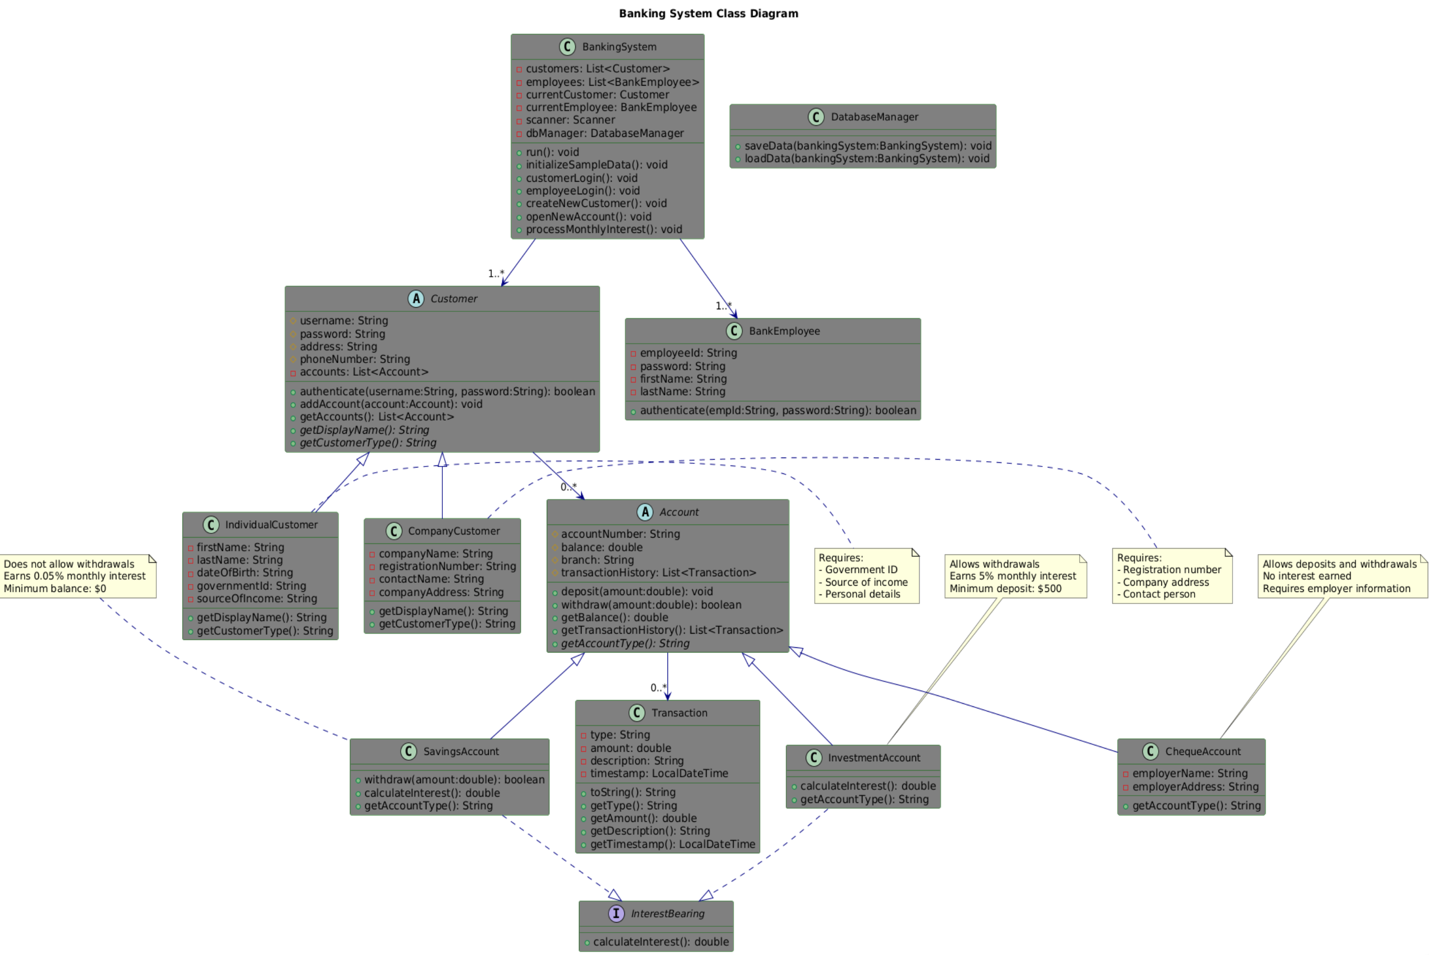 Banking System Class Diagram
C BankingSystem
customers: List<Customer>
employees: List<BankEmployee>
currentCustomer: Customer
currentEmployee: BankEmployee
scanner: Scanner
dbManager: DatabaseManager
run(): void
initializeSampleData(): void
customerLogin(): void
employeeLogin(): void
createNewCustomer(): void
openNewAccount(): void
processMonthlyInterest(): void
C DatabaseManager
saveData(bankingSystem:BankingSystem): void
loadData(bankingSystem:BankingSystem): void
1..*
1..*
A Customer
username: String
password: String
address: String
phoneNumber: String
accounts: List<Account>
authenticate(username:String, password:String): boolean
addAccount(account:Account): void
getAccounts(): List<Account>
getDisplayName(): String
getCustomerType(): String
C BankEmployee
employeeId: String
password: String
firstName: String
lastName: String
authenticate(empId:String, password:String): boolean
0..*
Does not allow withdrawals
Earns 0.05% monthly interest
Minimum balance: $0
C IndividualCustomer
firstName: String
lastName: String
dateOfBirth: String
governmentId: String
sourceOfIncome: String
getDisplayName(): String
getCustomerType(): String
C CompanyCustomer
companyName: String
registrationNumber: String
contactName: String
companyAddress: String
getDisplayName(): String
getCustomerType(): String
A Account
accountNumber: String
balance: double
branch: String
transactionHistory: List<Transaction>
deposit(amount:double): void
withdraw(amount:double): boolean
getBalance(): double
getTransactionHistory(): List<Transaction>
getAccountType(): String
Requires:
- Government ID
- Source of income
- Personal details
Allows withdrawals
Earns 5% monthly interest
Minimum deposit: $500
Requires:
- Registration number
- Company address
- Contact person
Allows deposits and withdrawals
No interest earned
Requires employer information
0..*
C SavingsAccount
withdraw(amount:double): boolean
calculateInterest(): double
getAccountType(): String
C Transaction
type: String
amount: double
description: String
timestamp: LocalDateTime
toString(): String
getType(): String
getAmount(): double
getDescription(): String
getTimestamp(): LocalDateTime
C InvestmentAccount
calculateInterest(): double
getAccountType(): String
C ChequeAccount
employerName: String
employerAddress: String
getAccountType(): String
I InterestBearing
calculateInterest(): double